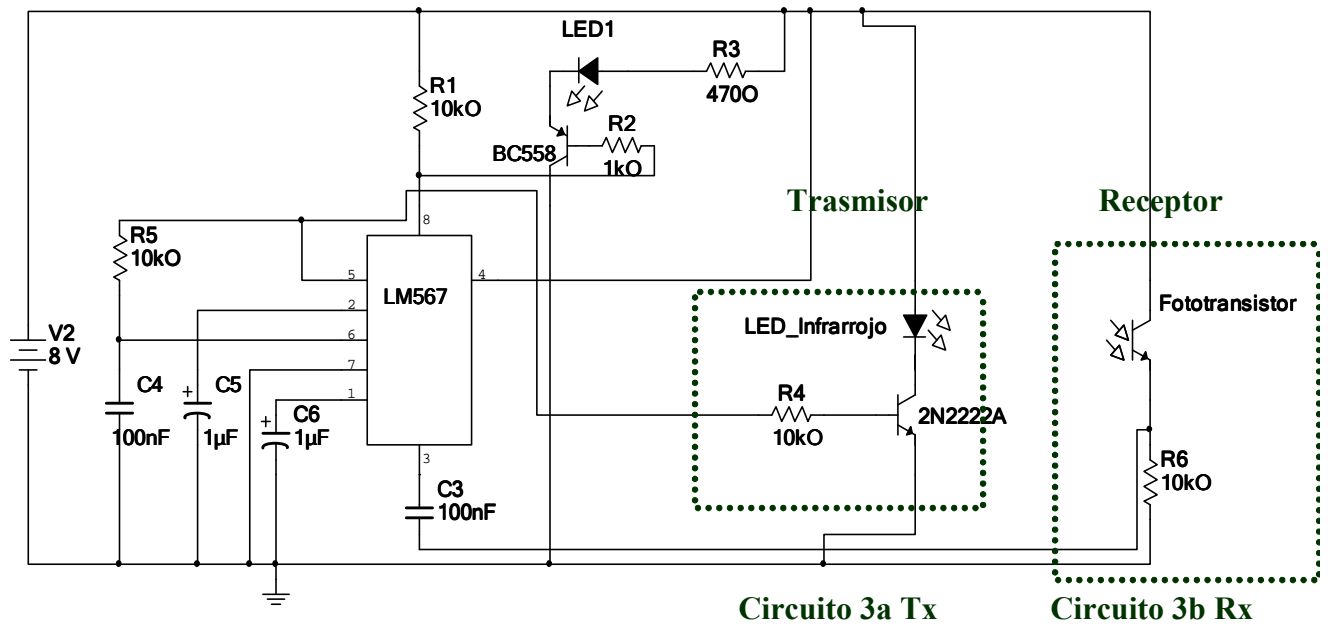 LED1
R3
470O
R1
10kO
R2
1kO
BC558
Trasmisor
Receptor
8
R5
10kO
5
4
LM567
2
Fototransistor
LED_Infrarrojo
V2
8 V
6
7
C4
100nF
C5
+
1µF
1
C6
+
1µF
R4
10kO
2N2222A
3
R6
10kO
C3
100nF
Circuito 3a Tx
Circuito 3b Rx